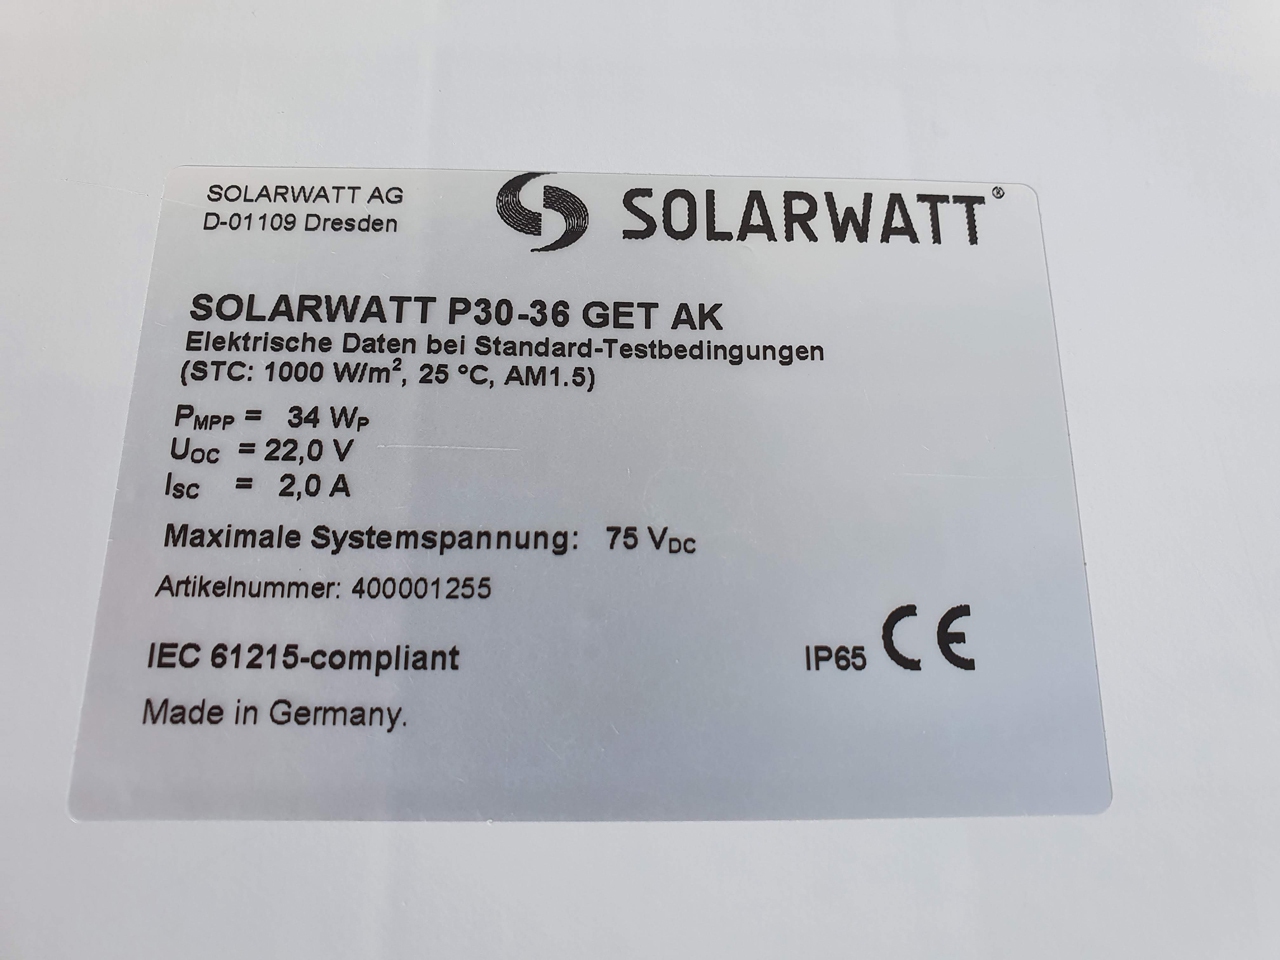 SOLARWATT AG
D-01109 Dresden
SOLARWATT®
SOLARWATT P30-36 GET AK
Elektrische Daten bei Standard-Testbedingungen
(STC: 1000 W/m², 25 °C, AM1.5)
PMPP = 34 WP
UOC = 22,0 V
ISC = 2,0 A
Maximale Systemspannung: 75 VDC
Artikelnummer: 400001255
IEC 61215-compliant
IP65 CE
Made in Germany.